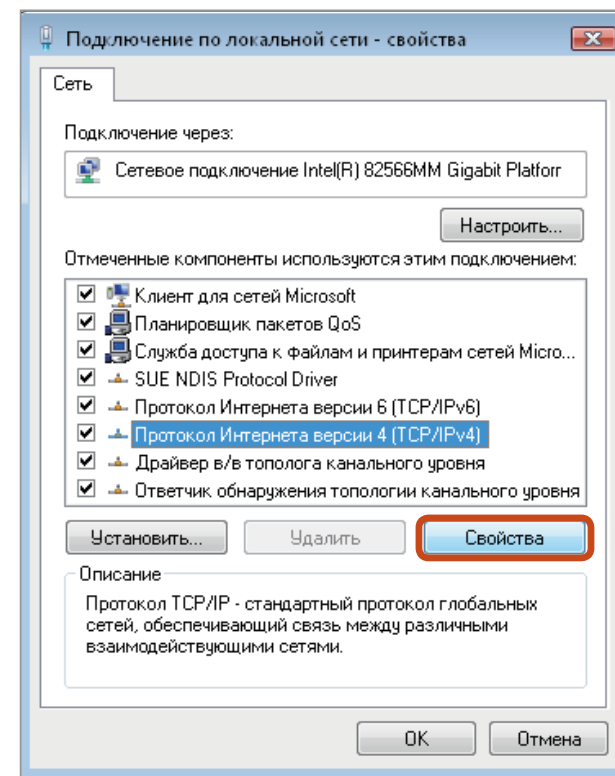 Подключение по локальной сети - свойства
Сеть
Подключение через:
Сетевое подключение Intel(R) 82566MM Gigabit Platforr
Настроить...
Отмеченные компоненты используются этим подключением:
Клиент для сетей Microsoft
Планировщик пакетов QoS
Служба доступа к файлам и принтерам сетей Micro...
SUE NDIS Protocol Driver
Протокол Интернета версии 6 (TCP/IPv6)
Протокол Интернета версии 4 (TCP/IPv4)
Драйвер в/в тополога канального уровня
Ответчик обнаружения топологии канального уровня
Установить...
Удалить
Свойства
Описание
Протокол TCP/IP - стандартный протокол глобальных
сетей, обеспечивающий связь между различными
взаимодействующими сетями.
OK
Отмена